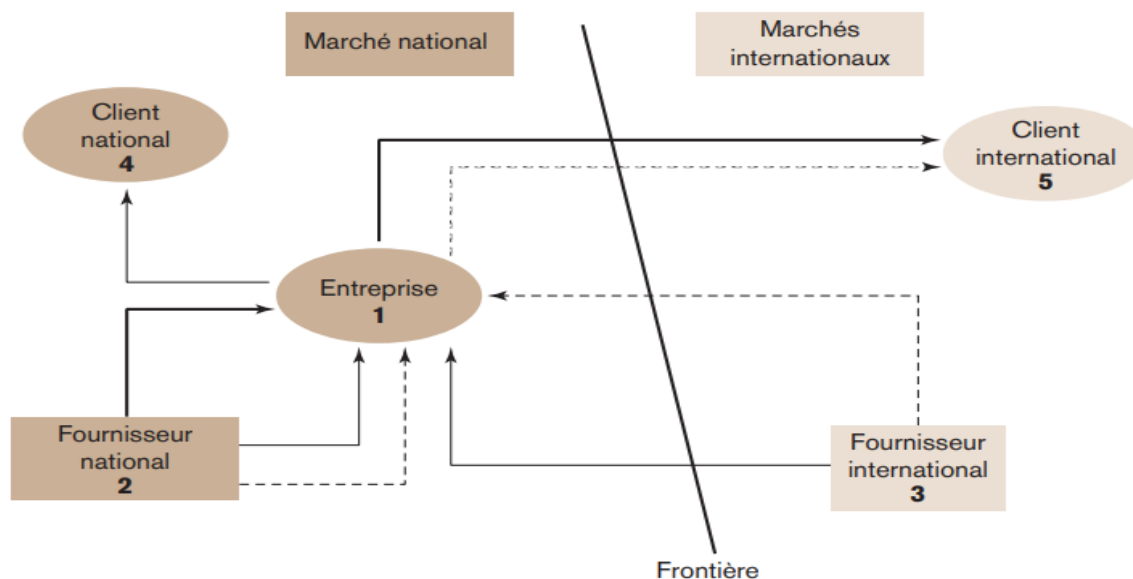 Marché national
Marchés
internationaux
Client
national
4
Client
international
5
Entreprise
1
Fournisseur
national
2
Fournisseur
international
3
Frontière